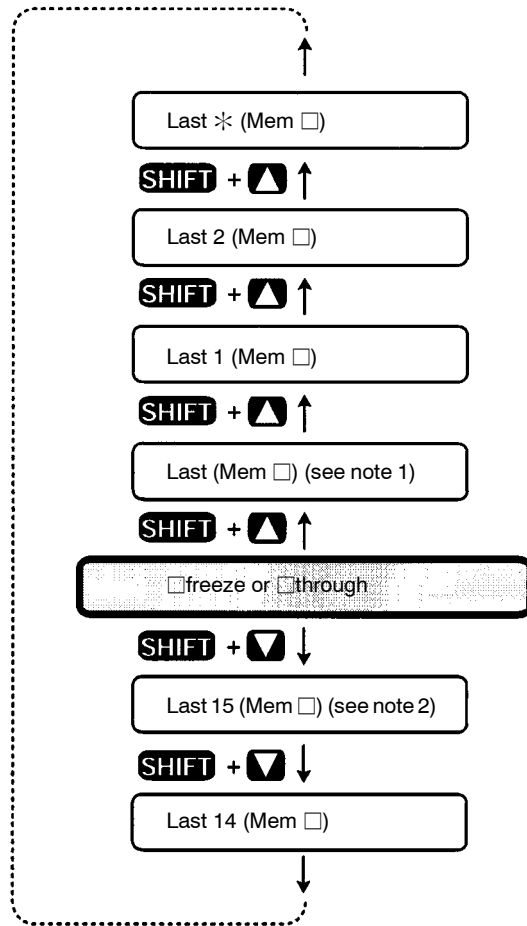 Last ✳ (Mem □)
SHIFT + ▲ ↑
Last 2 (Mem □)
SHIFT + ▲ ↑
Last 1 (Mem □)
SHIFT + ▲ ↑
Last (Mem □) (see note 1)
SHIFT + ▲ ↑
□freeze or □through
SHIFT + ▼ ↓
Last 15 (Mem □) (see note 2)
SHIFT + ▼ ↓
Last 14 (Mem □)